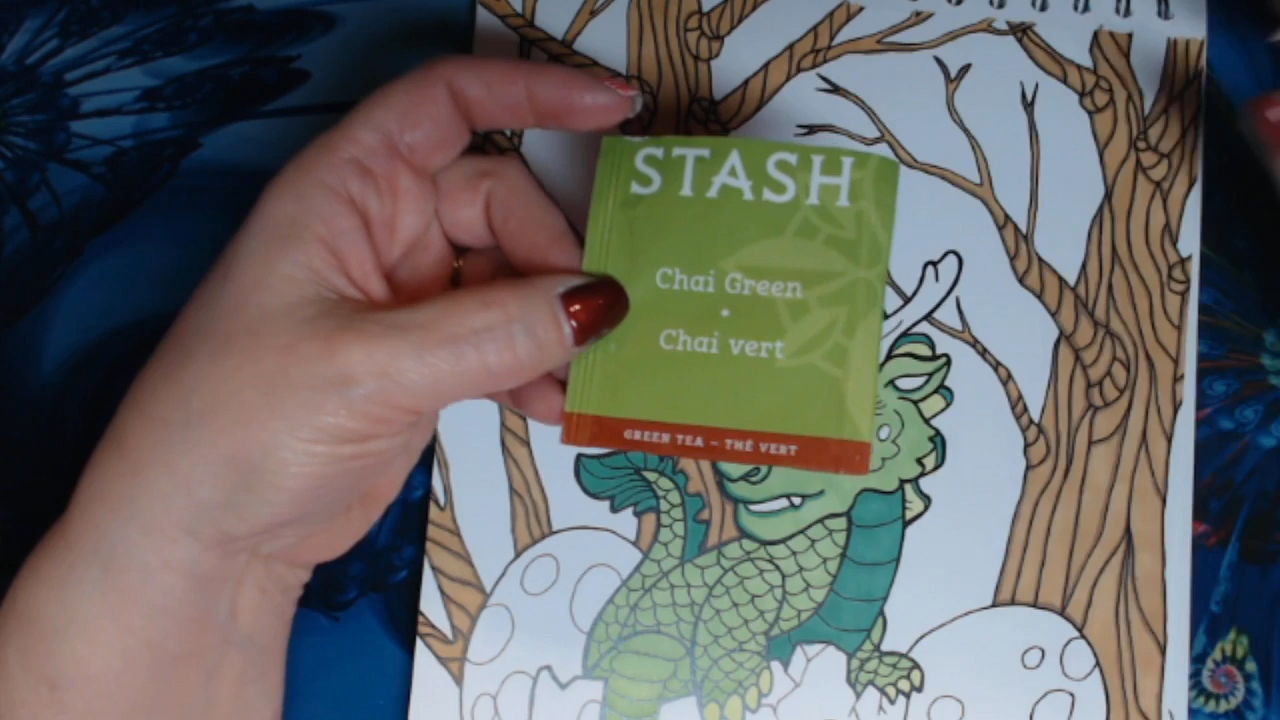 STASH
Chai Green
•
Chai vert
GREEN TEA – THÉ VERT